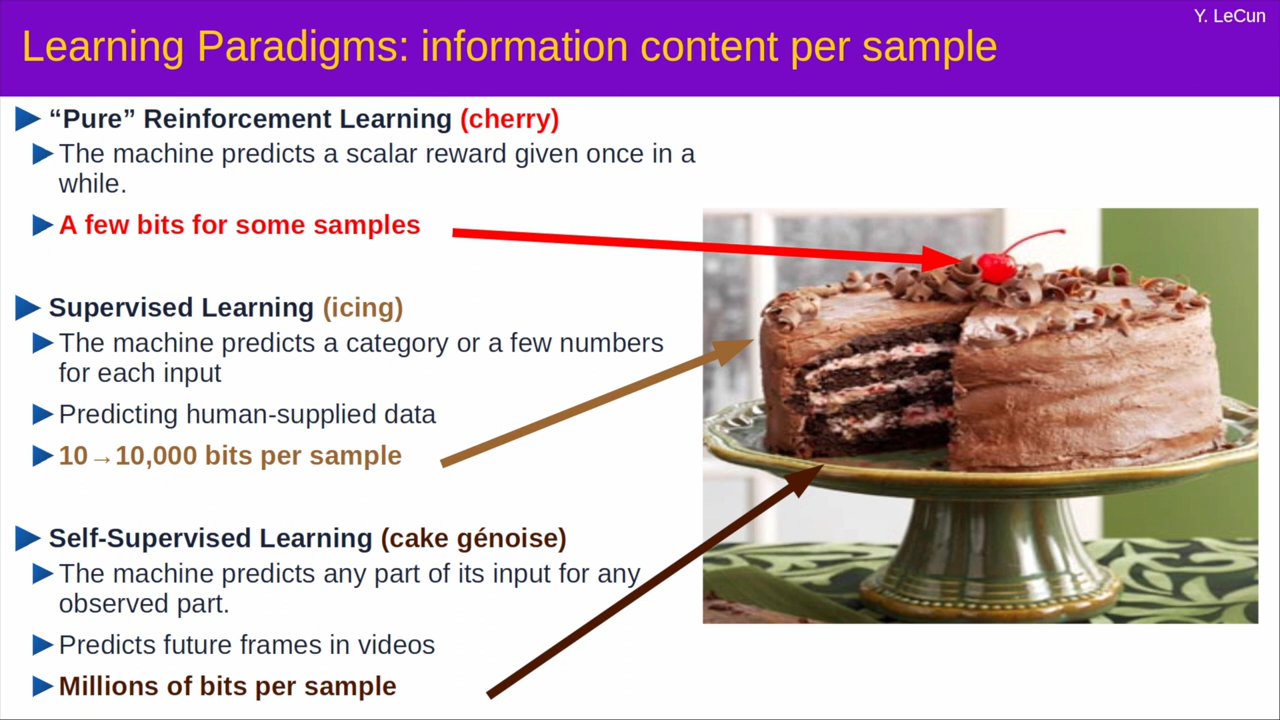 Y. LeCun
Learning Paradigms: information content per sample
“Pure” Reinforcement Learning (cherry)
The machine predicts a scalar reward given once in a
while.
A few bits for some samples
Supervised Learning (icing)
The machine predicts a category or a few numbers
for each input
Predicting human-supplied data
10→10,000 bits per sample
Self-Supervised Learning (cake génoise)
The machine predicts any part of its input for any
observed part.
Predicts future frames in videos
Millions of bits per sample